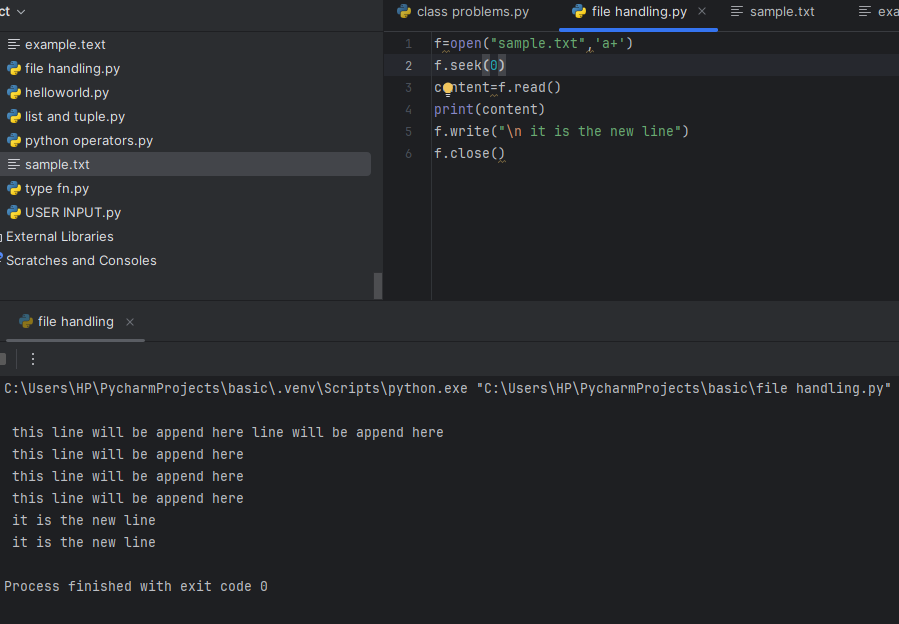 ct
example.text
file handling.py
helloworld.py
list and tuple.py
python operators.py
sample.txt
type fn.py
USER INPUT.py
External Libraries
Scratches and Consoles
class problems.py
file handling.py
sample.txt
exa
1 f=open("sample.txt",'a+')
2 f.seek(0)
3 content=f.read()
4 print(content)
5 f.write("\n it is the new line")
6 f.close()
file handling
C:\Users\HP\PycharmProjects\basic\.venv\Scripts\python.exe "C:\Users\HP\PycharmProjects\basic\file handling.py"
this line will be append here line will be append here
this line will be append here
this line will be append here
this line will be append here
it is the new line
it is the new line
Process finished with exit code 0